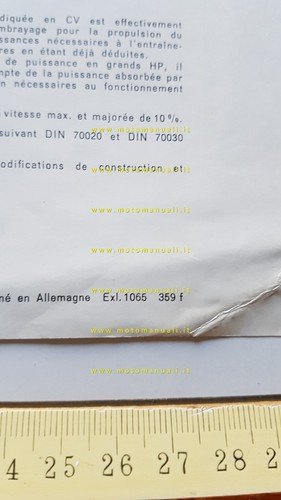 diquée en CV est effectivement
mbrayage pour la propulsion du
ssances nécessaires à l'entraîne-
res en étant déjà déduites.
de puissance en grands HP, il
mpte de la puissance absorbée par
en nécessaires au fonctionnement
vitesse max. et majorée de 10 %.
suivant DIN 70020 et DIN 70030
www.motomanuali.it
odifications de construction et
www.motomanuali.it
www.motomanuali.it
www.motomanuali.it
né en Allemagne Exl. 1065 359 f
www.motomanuali.it
www.motomanuali.it
4 25 26 27 28 2